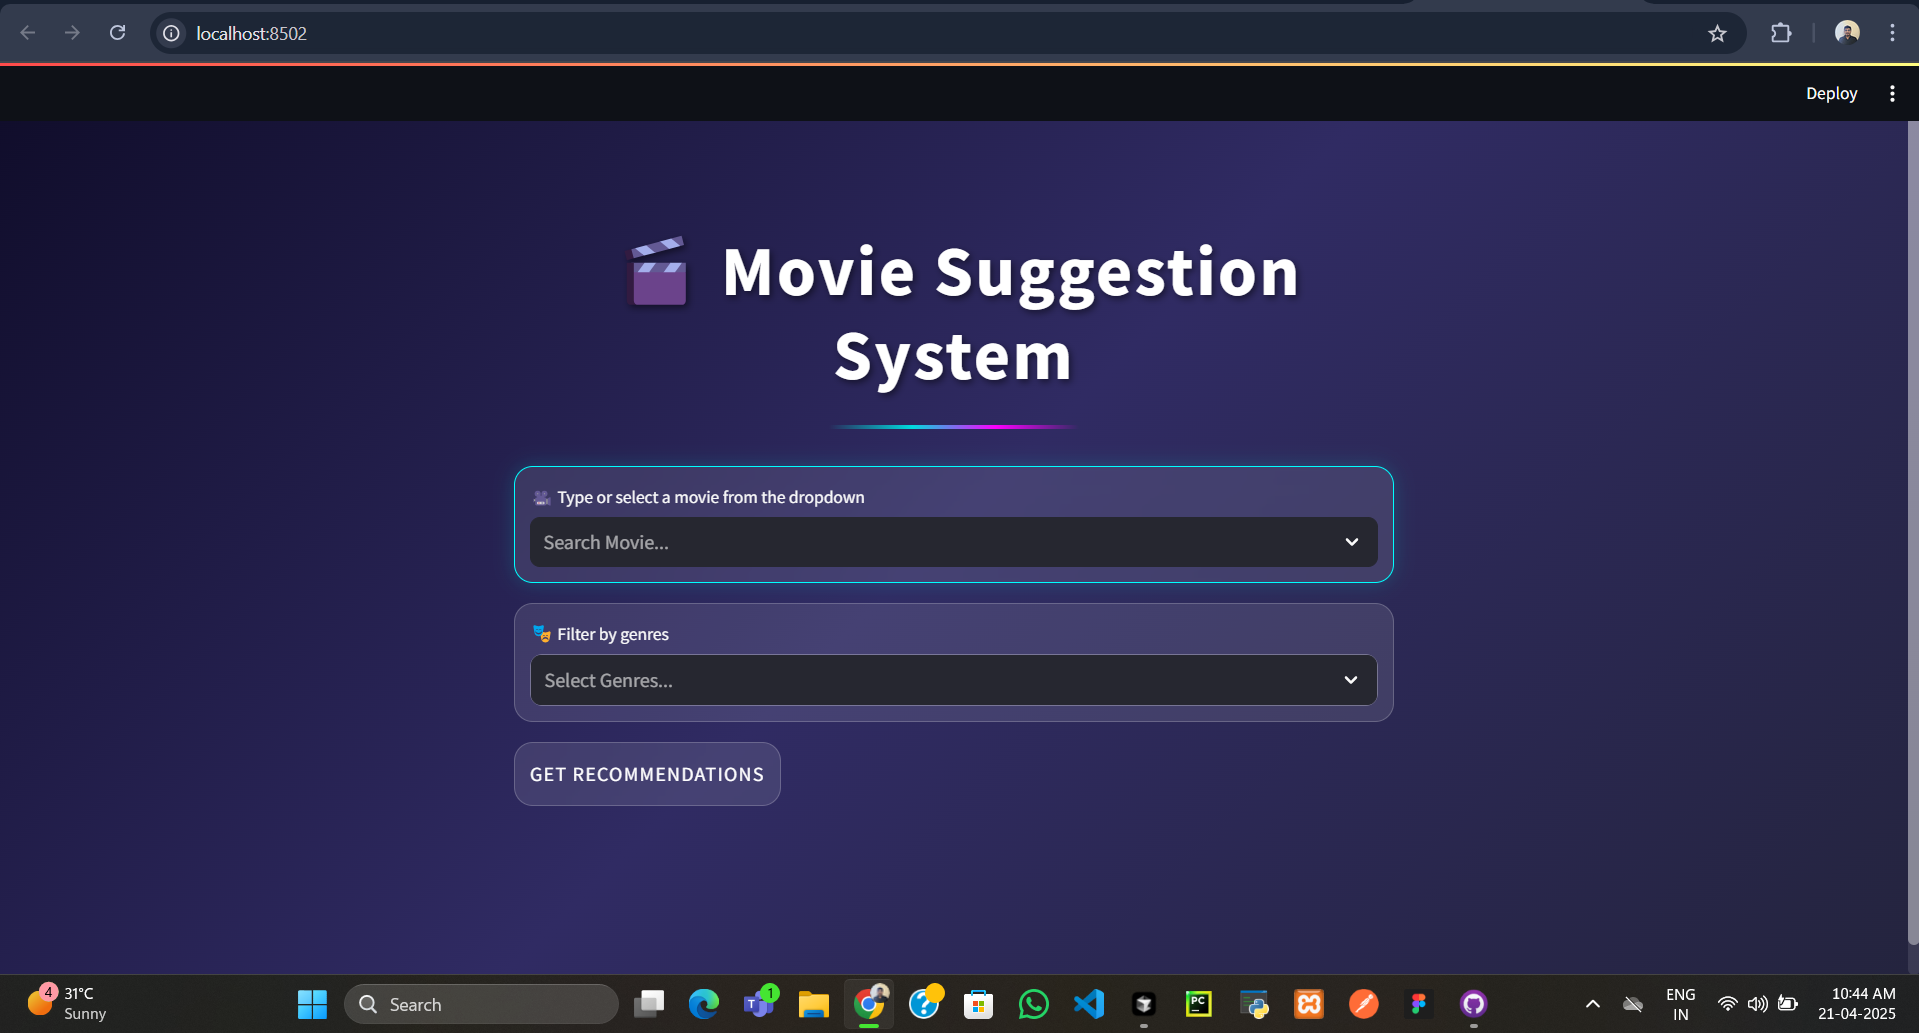 localhost:8502
Deploy
Movie Suggestion
System
Type or select a movie from the dropdown
Search Movie...
Filter by genres
Select Genres...
GET RECOMMENDATIONS
4
31°C
Sunny
Search
T
1
PC
ENG
IN
10:44 AM
21-04-2025